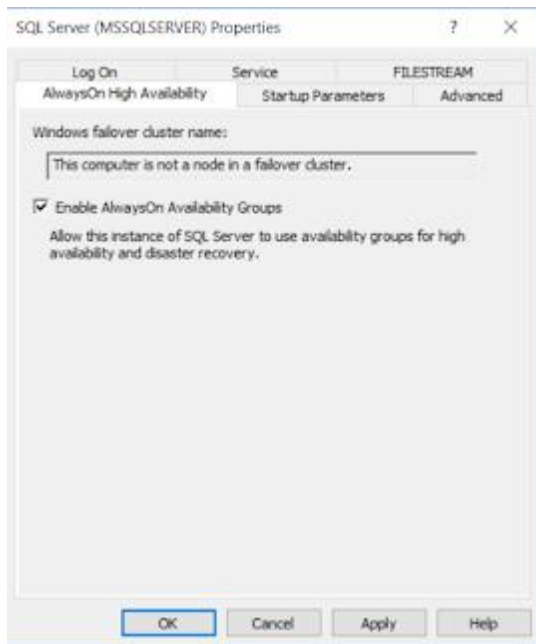 SQL Server (MSSQLSERVER) Properties ? ×
Log On Service FILESTREAM
AlwaysOn High Availability Startup Parameters Advanced
Windows failover cluster name:
This computer is not a node in a failover cluster.
Enable AlwaysOn Availability Groups
Allow this instance of SQL Server to use availability groups for high
availability and disaster recovery.
OK Cancel Apply Help